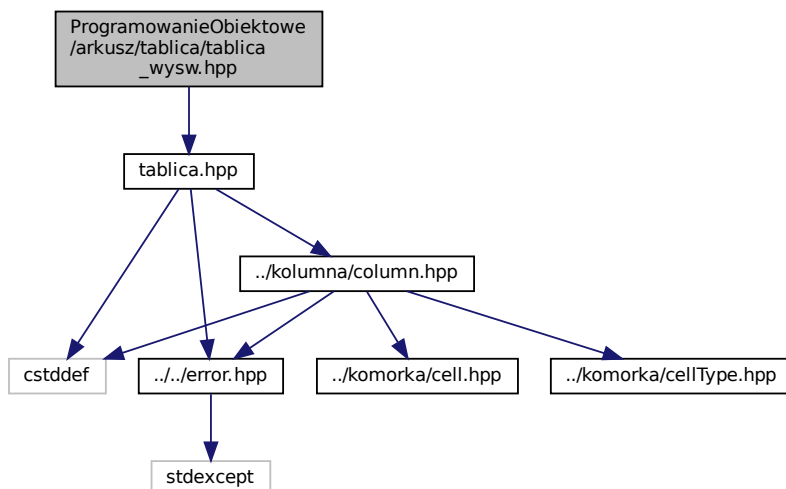 ProgramowanieObiektowe
/arkusz/tablica/tablica
_wysw.hpp
tablica.hpp
../kolumna/column.hpp
cstddef
../../error.hpp
../komorka/cell.hpp
../komorka/cellType.hpp
stdexcept